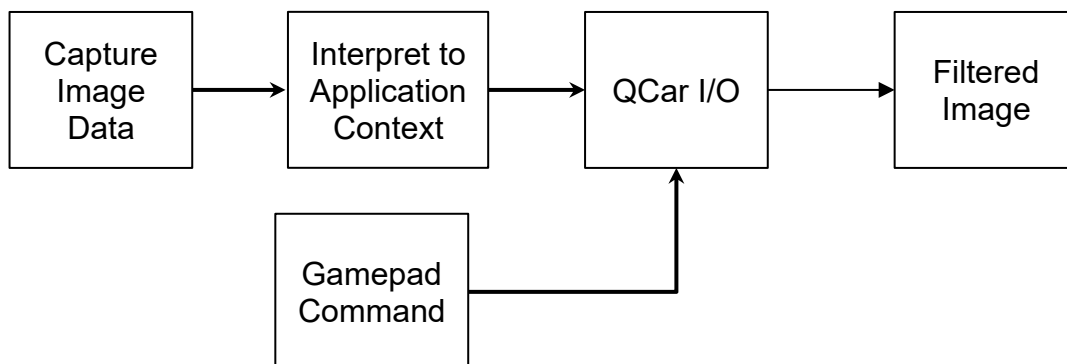 Capture
Image
Data
Interpret to
Application
Context
QCar I/O
Filtered
Image
Gamepad
Command